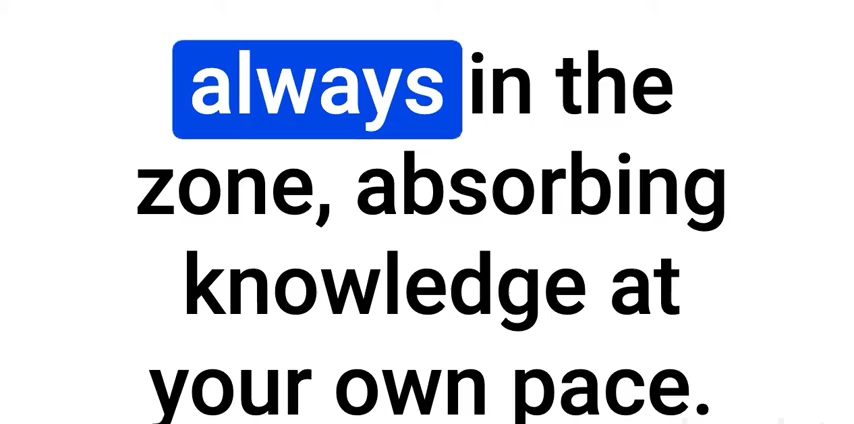 always in the
zone, absorbing
knowledge at
your own pace.